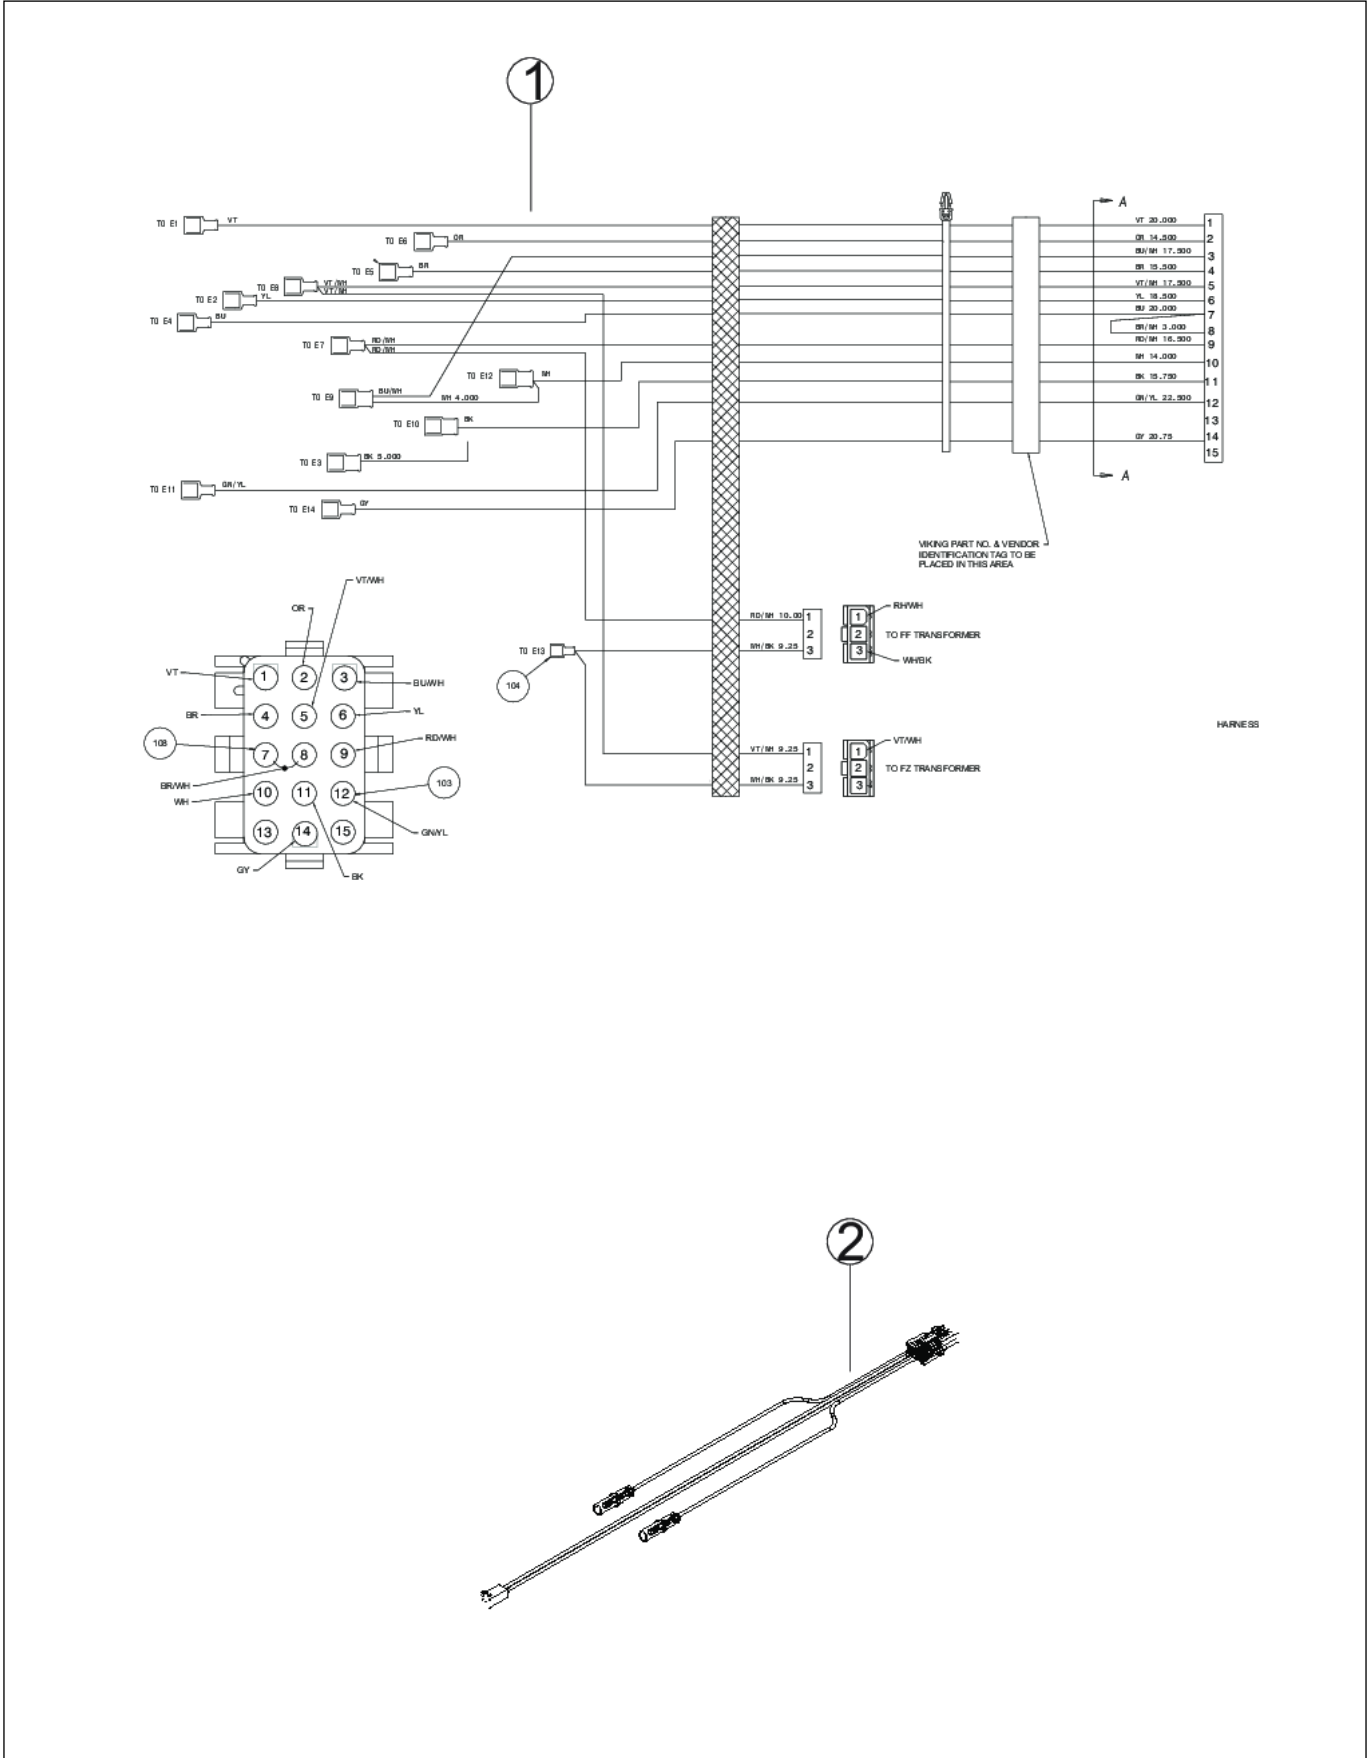 1
A
TO E1 VT VT 20.000 1
TO E6 OR OR 14.500 2
BU/WH 17.500 3
TO E5 BR BR 15.500 4
TO E8 VT/WH VT/WH 17.500 5
VT/WH
TO E2 YL YL 18.500 6
TO E4 BU BU 20.000 7
BR/WH 3.000 8
TO E7 RD/WH RD/WH 16.500 9
RD/WH
WH 14.000 10
TO E12 WH
BK 15.750 11
TO E9 BU/WH
WH 4.000
GN/YL 22.500 12
TO E10 BK
13
GY 20.75 14
15
TO E3 BK 5.000
A
TO E11 GN/YL
TO E14 GY
VIKING PART NO. & VENDOR
IDENTIFICATION TAG TO BE
PLACED IN THIS AREA
VT/WH
OR
RD/WH 10.00 1
2
WH/BK 9.25 3
1 RH/WH
2 TO FF TRANSFORMER
3 WH/BK
TO E13
104
VT 1 2 3 BU/WH
BR 4 5 6 YL
108 7 8 9 RD/WH
BR/WH
WH 10 11 12 103
13 14 15 GN/YL
GY BK
HARNESS
VT/WH 9.25 1
2
WH/BK 9.25 3
VT/WH
1
2 TO FZ TRANSFORMER
3
2